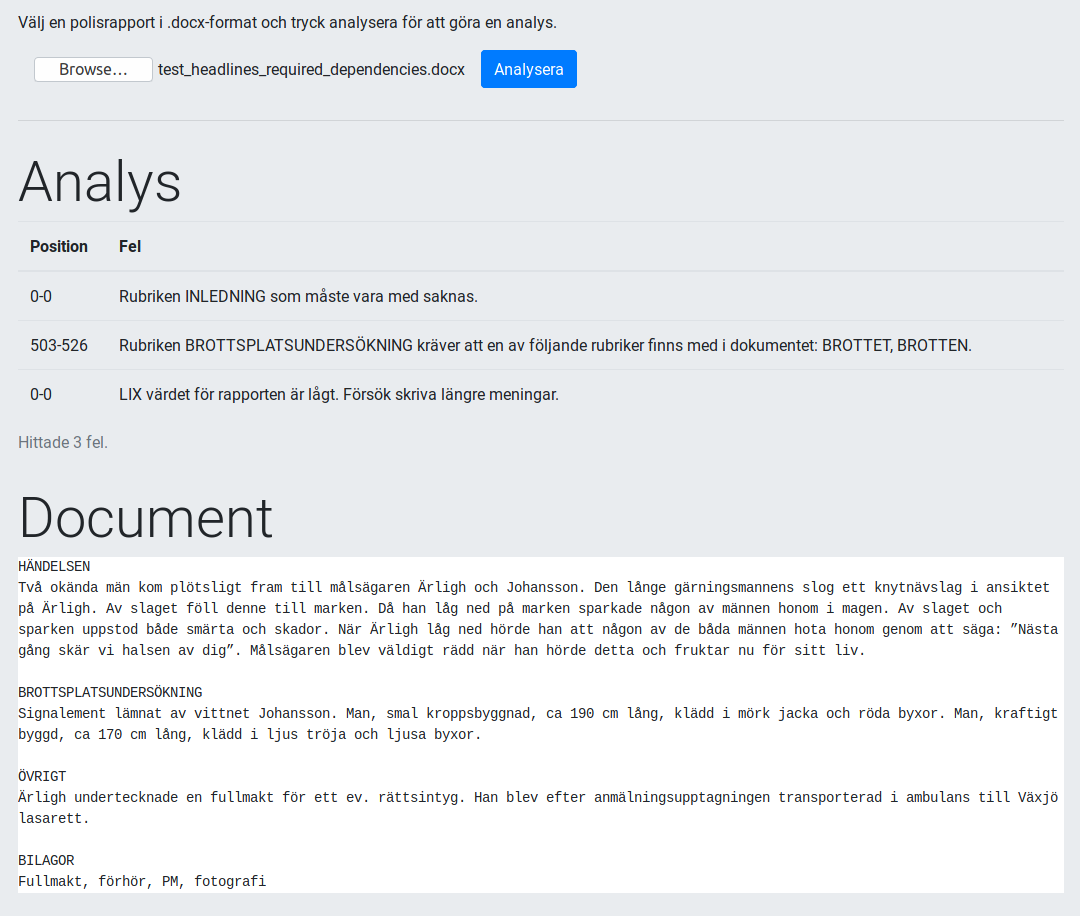 Välj en polisrapport i .docx-format och tryck analysera för att göra en analys.
Browse... test_headlines_required_dependencies.docx Analysera
Analys
Position Fel
0-0 Rubriken INLEDNING som måste vara med saknas.
503-526 Rubriken BROTTSPLATSUNDERSÖKNING kräver att en av följande rubriker finns med i dokumentet: BROTTET, BROTTEN.
0-0 LIX värdet för rapporten är lågt. Försök skriva längre meningar.
Hittade 3 fel.
Document
HÄNDELSEN
Två okända män kom plötsligt fram till målsägaren Ärligh och Johansson. Den långe gärningsmannens slog ett knytnävslag i ansiktet
på Ärligh. Av slaget föll denne till marken. Då han låg ned på marken sparkade någon av männen honom i magen. Av slaget och
sparken uppstod både smärta och skador. När Ärligh låg ned hörde han att någon av de båda männen hota honom genom att säga: ”Nästa
gång skär vi halsen av dig”. Målsägaren blev väldigt rädd när han hörde detta och fruktar nu för sitt liv.
BROTTSPLATSUNDERSÖKNING
Signalement lämnat av vittnet Johansson. Man, smal kroppsbyggnad, ca 190 cm lång, klädd i mörk jacka och röda byxor. Man, kraftigt
byggd, ca 170 cm lång, klädd i ljus tröja och ljusa byxor.
ÖVRIGT
Ärligh undertecknade en fullmakt för ett ev. rättsintyg. Han blev efter anmälningsupptagningen transporterad i ambulans till Växjö
lasarett.
BILAGOR
Fullmakt, förhör, PM, fotografi